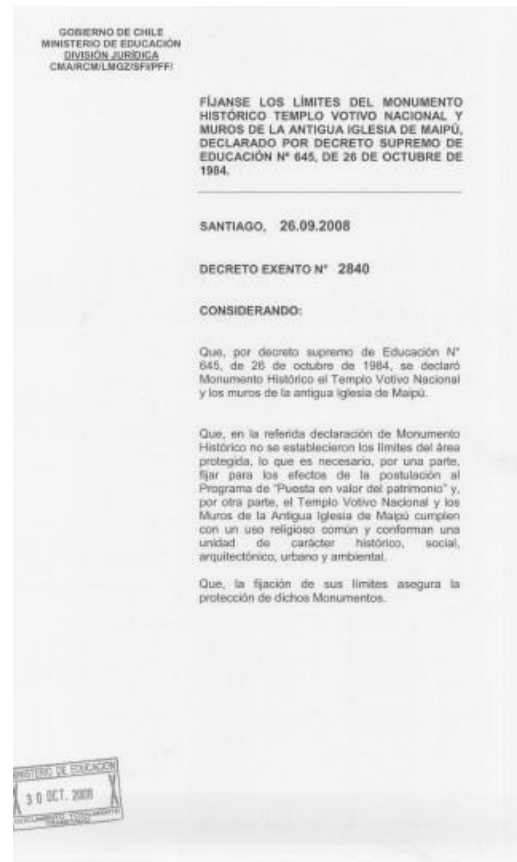 GOBIERNO DE CHILE
MINISTERIO DE EDUCACIÓN
DIVISIÓN JURÍDICA
CMA/RCM/LMGZ/SFI/PFF/
FÍJANSE LOS LÍMITES DEL MONUMENTO
HISTÓRICO TEMPLO VOTIVO NACIONAL Y
MUROS DE LA ANTIGUA IGLESIA DE MAIPÚ,
DECLARADO POR DECRETO SUPREMO DE
EDUCACIÓN Nº 645, DE 26 DE OCTUBRE DE
1984.
SANTIAGO, 26.09.2008
DECRETO EXENTO N° 2840
CONSIDERANDO:
Que, por decreto supremo de Educación N°
645, de 26 de octubre de 1984, se declaró
Monumento Histórico el Templo Votivo Nacional
y los muros de la antigua Iglesia de Maipú.
Que, en la referida declaración de Monumento
Histórico no se establecieron los límites del área
protegida, lo que es necesario, por una parte,
fijar para los efectos de la postulación al
Programa de "Puesta en valor del patrimonio" y,
por otra parte, el Templo Votivo Nacional y los
Muros de la Antigua Iglesia de Maipú cumplen
con un uso religioso común y conforman una
unidad de carácter histórico, social,
arquitectónico, urbano y ambiental.
Que, la fijación de sus límites asegura la
protección de dichos Monumentos.
MINISTERIO DE EDUCACIÓN
30 OCT. 2008
DOCUMENTO TOTALMENTE